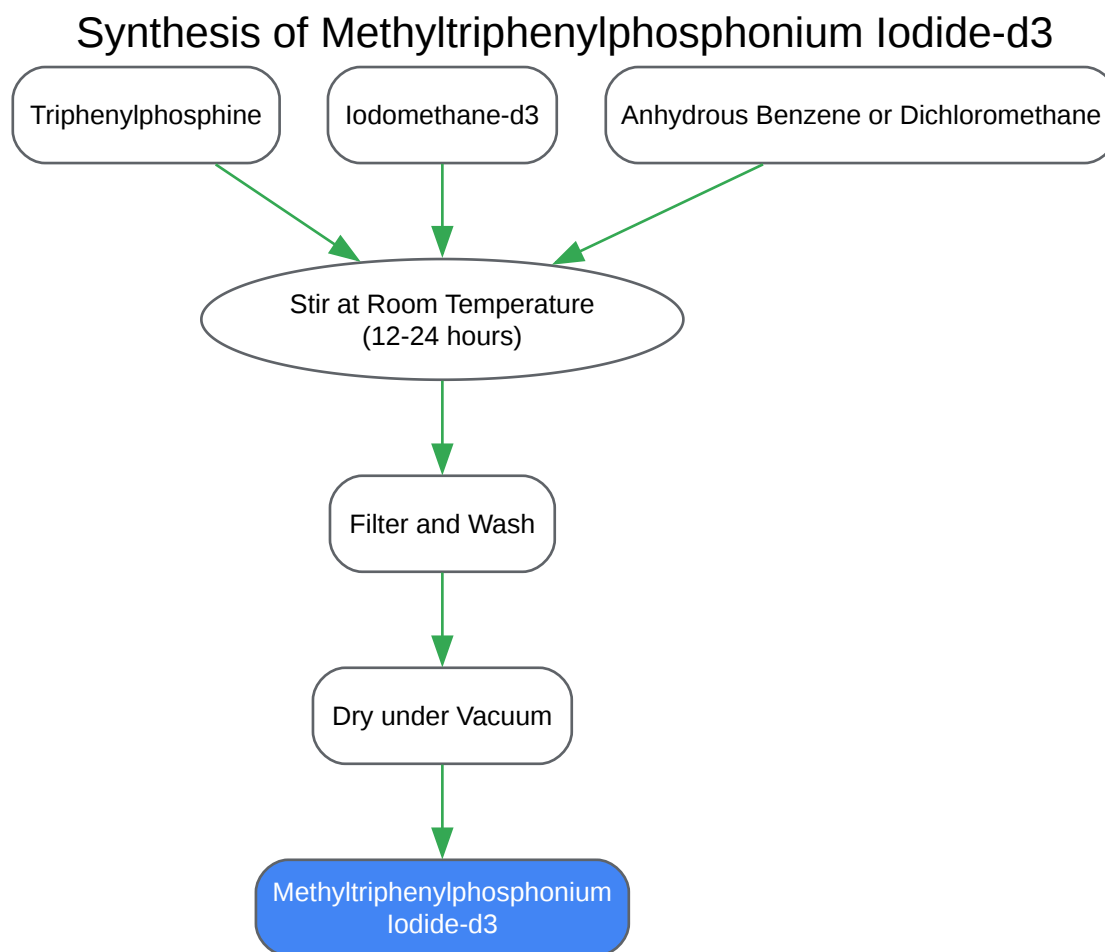 Synthesis of Methyltriphenylphosphonium Iodide-d3
Triphenylphosphine
Iodomethane-d3
Anhydrous Benzene or Dichloromethane
Stir at Room Temperature
(12-24 hours)
Filter and Wash
Dry under Vacuum
Methyltriphenylphosphonium
Iodide-d3